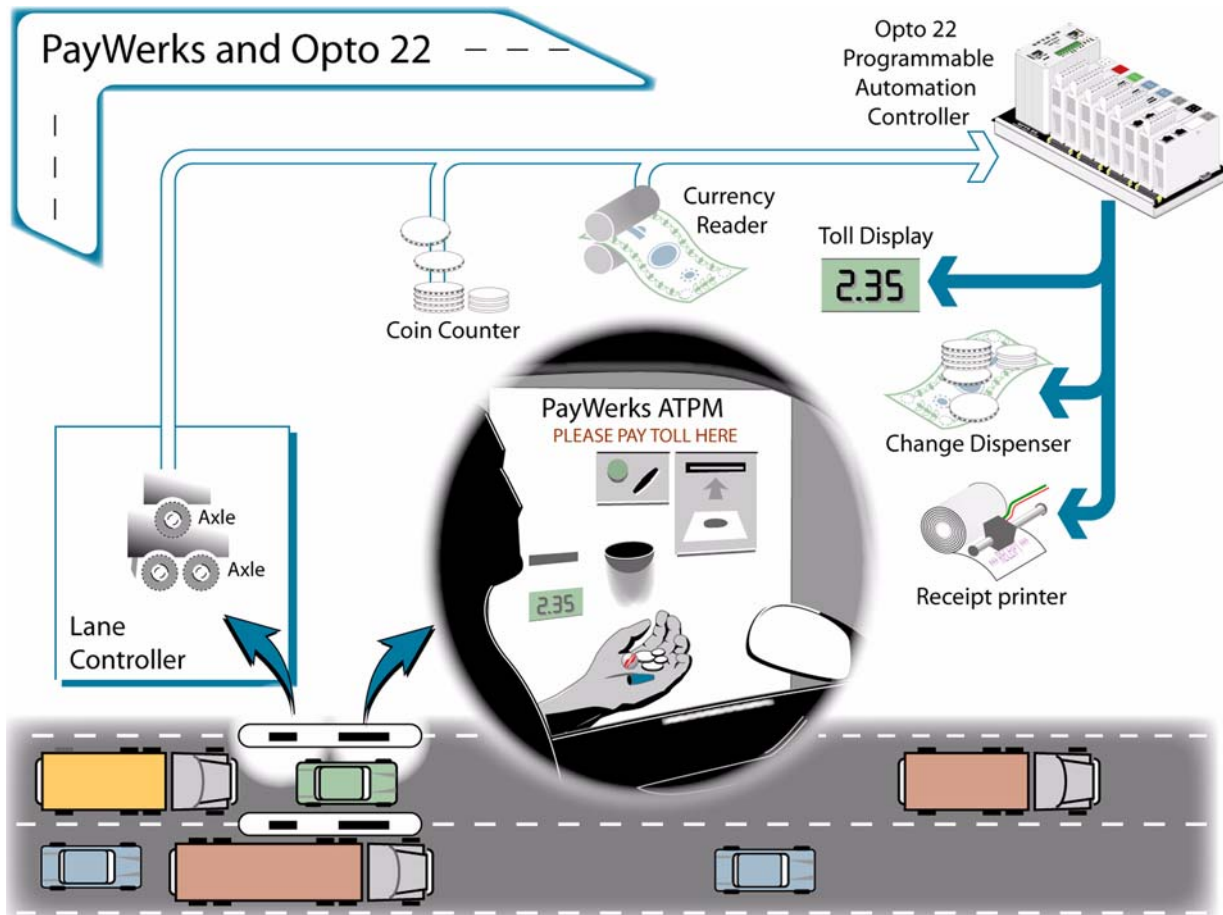 PayWerks and Opto 22
Opto 22
Programmable
Automation
Controller
Currency
Reader
Toll Display
2.35
Coin Counter
PayWerks ATPM
PLEASE PAY TOLL HERE
2.35
Change Dispenser
Axle
Axle
Receipt printer
Lane
Controller